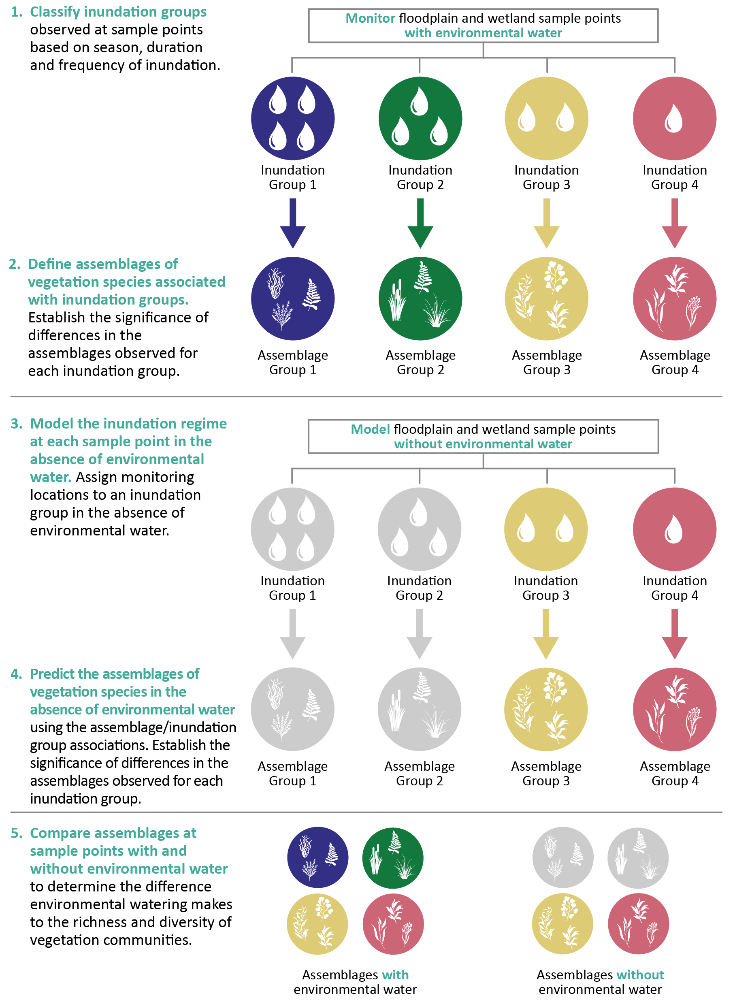 1. Classify inundation groups
observed at sample points
based on season, duration
and frequency of inundation.
Monitor floodplain and wetland sample points
with environmental water
Inundation
Group 1
Inundation
Group 2
Inundation
Group 3
Inundation
Group 4
2. Define assemblages of
vegetation species associated
with inundation groups.
Establish the significance of
differences in the
assemblages observed for
each inundation group.
Assemblage
Group 1
Assemblage
Group 2
Assemblage
Group 3
Assemblage
Group 4
3. Model the inundation regime
at each sample point in the
absence of environmental
water. Assign monitoring
locations to an inundation
group in the absence of
environmental water.
Model floodplain and wetland sample points
without environmental water
Inundation
Group 1
Inundation
Group 2
Inundation
Group 3
Inundation
Group 4
4. Predict the assemblages of
vegetation species in the
absence of environmental water
using the assemblage/inundation
group associations. Establish the
significance of differences in the
assemblages observed for each
inundation group.
Assemblage
Group 1
Assemblage
Group 2
Assemblage
Group 3
Assemblage
Group 4
5. Compare assemblages at
sample points with and
without environmental water
to determine the difference
environmental watering makes
to the richness and diversity of
vegetation communities.
Assemblages with
environmental water
Assemblages without
environmental water